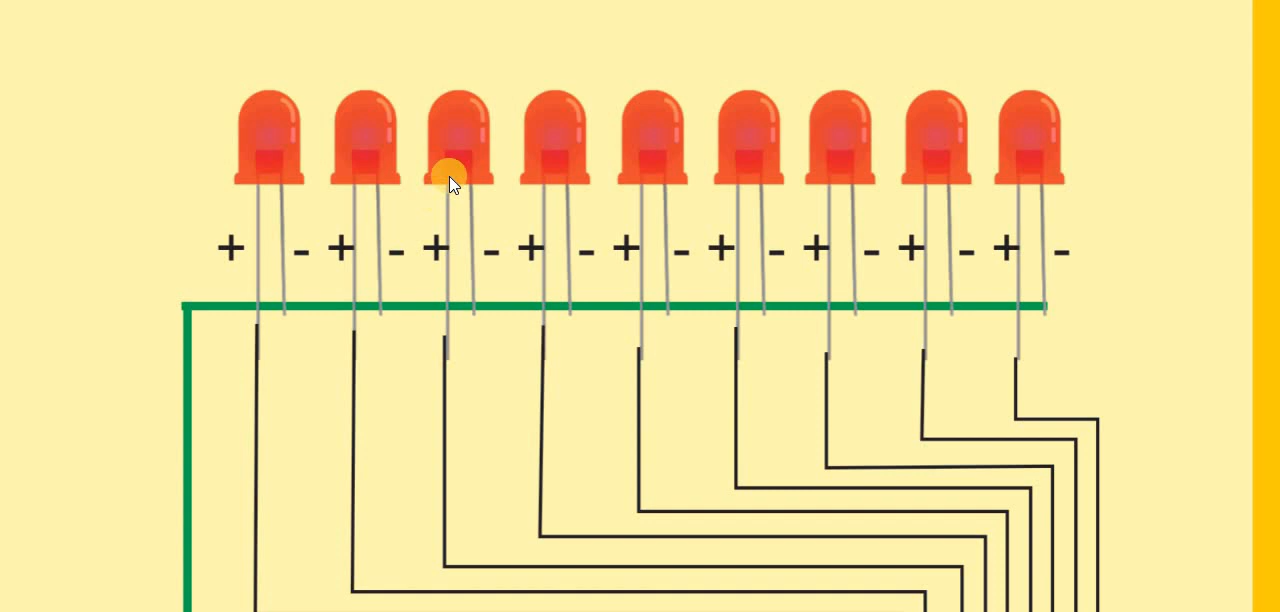 + - + - + - + - + - + - + - + - + -